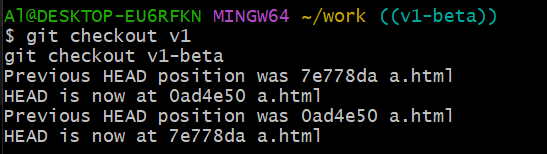 Al@DESKTOP-EU6RFKN MINGW64 ~/work ((v1-beta))
$ git checkout v1
git checkout v1-beta
Previous HEAD position was 7e778da a.html
HEAD is now at 0ad4e50 a.html
Previous HEAD position was 0ad4e50 a.html
HEAD is now at 7e778da a.html